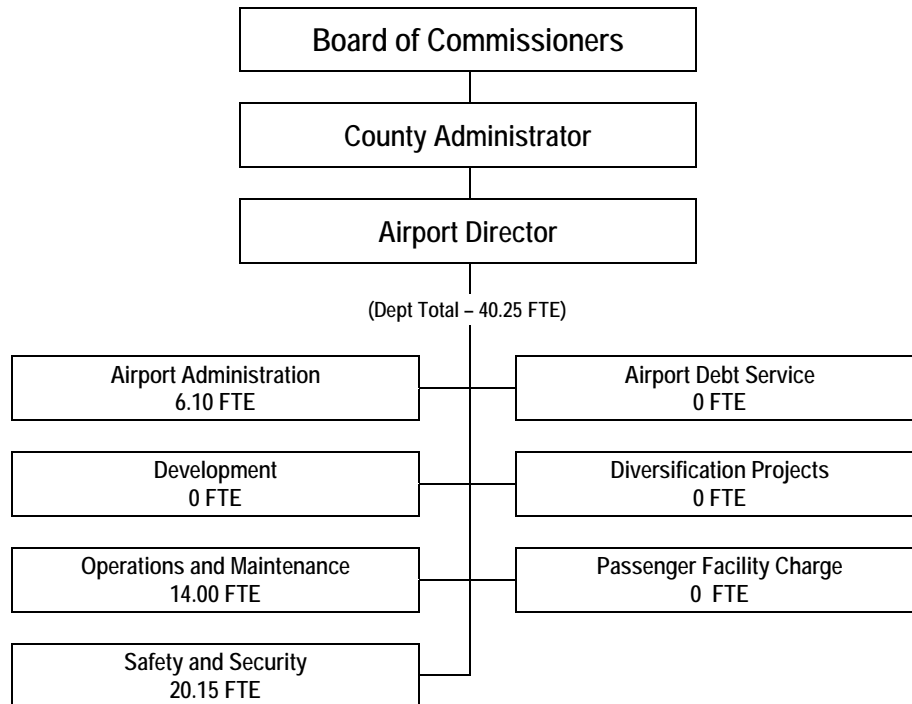 Board of Commissioners
County Administrator
Airport Director
(Dept Total – 40.25 FTE)
Airport Administration
6.10 FTE
Airport Debt Service
0 FTE
Development
0 FTE
Diversification Projects
0 FTE
Operations and Maintenance
14.00 FTE
Passenger Facility Charge
0 FTE
Safety and Security
20.15 FTE